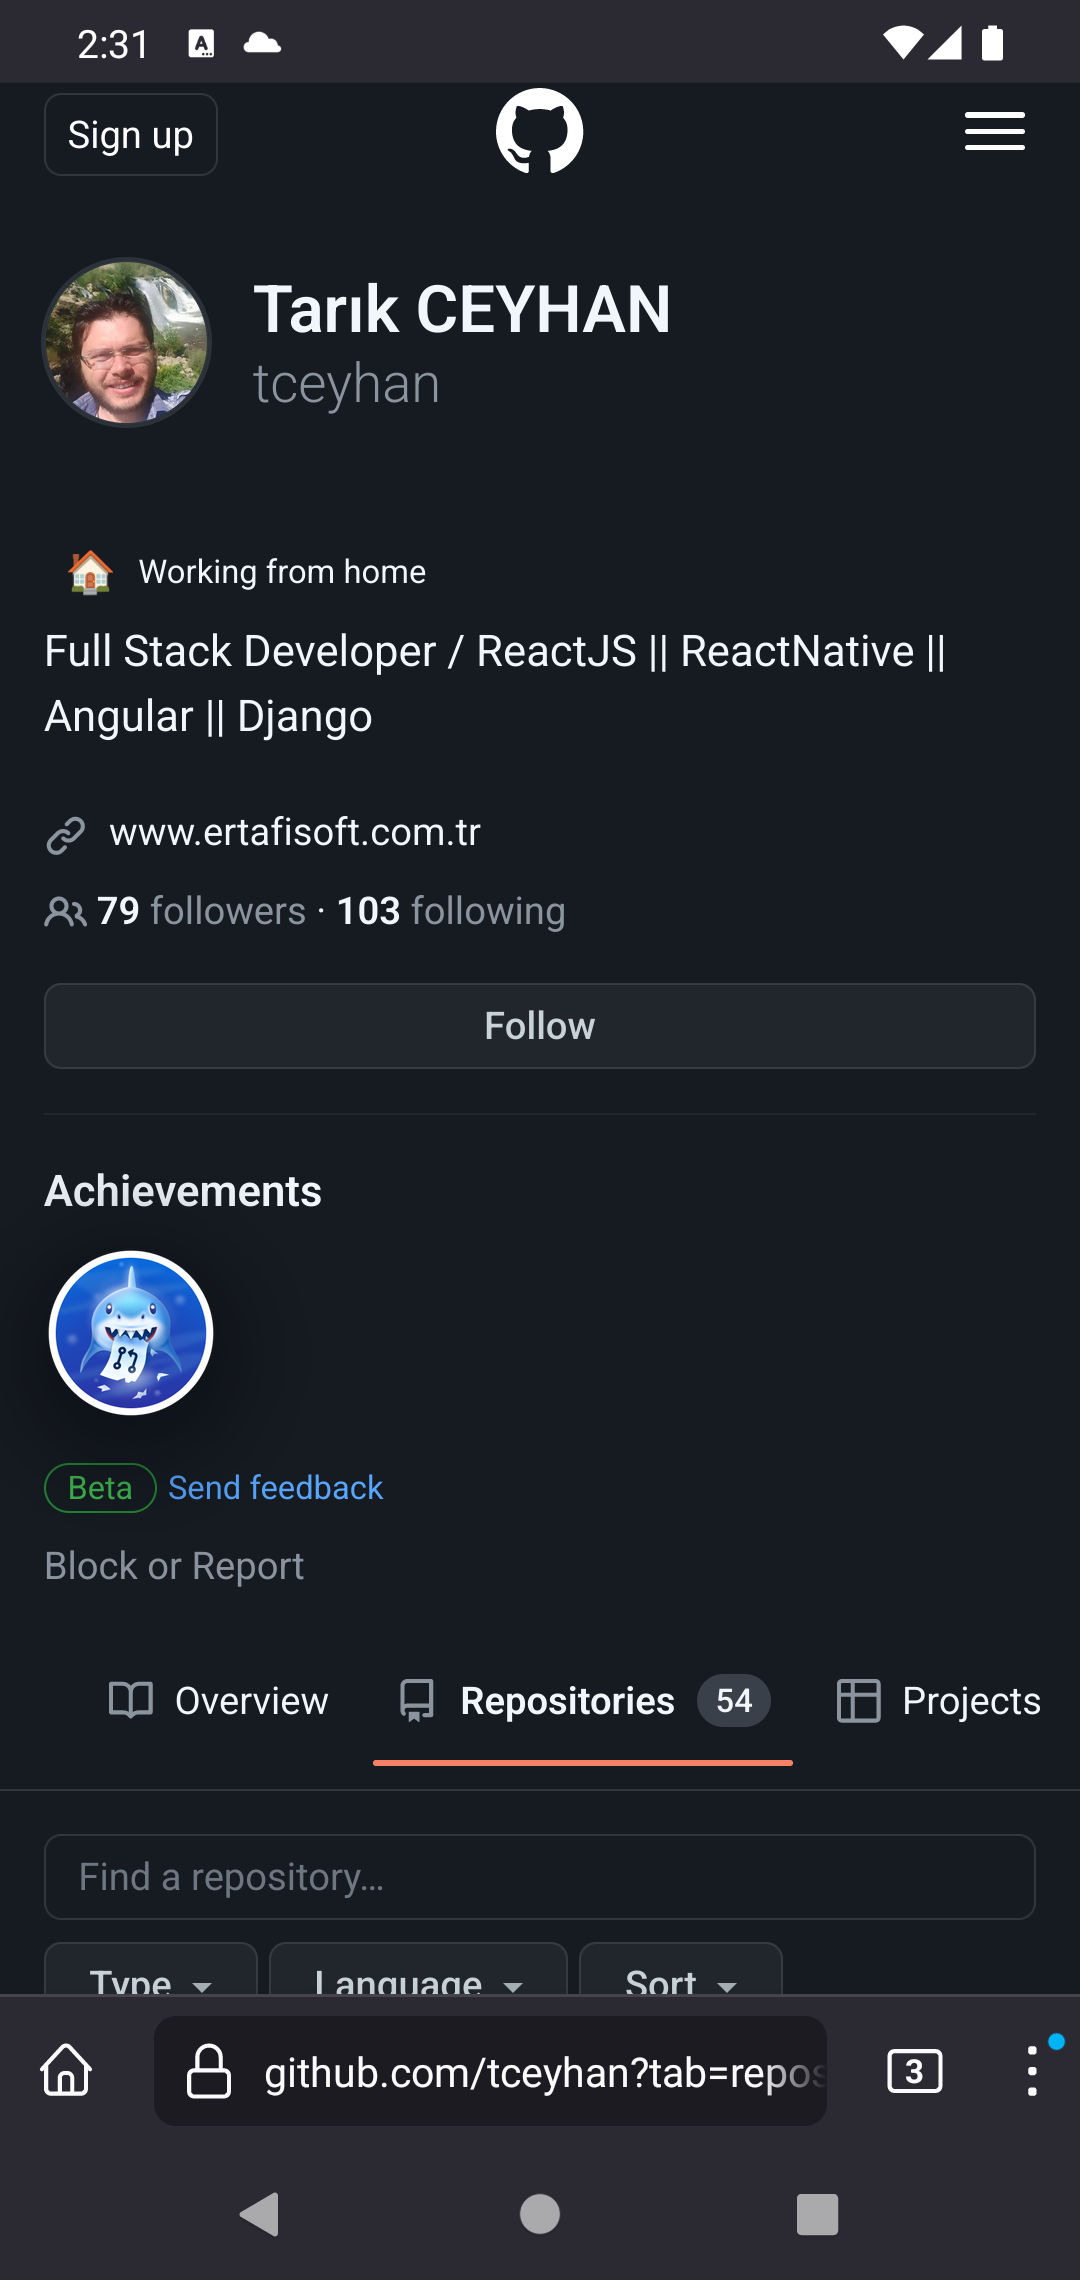 2:31
Sign up
Tarık CEYHAN
tceyhan
Working from home
Full Stack Developer / ReactJS || ReactNative ||
Angular || Django
www.ertafisoft.com.tr
79 followers · 103 following
Follow
Achievements
Beta Send feedback
Block or Report
Overview Repositories 54 Projects
Find a repository…
Type Language Sort
github.com/tceyhan?tab=repos
3